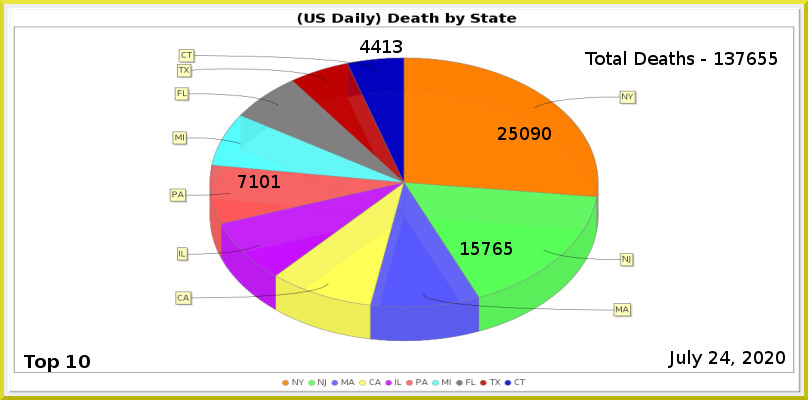 (US Daily) Death by State
4413
Total Deaths - 137655
CT
TX
FL
NY
25090
MI
7101
PA
15765
IL
NJ
CA
MA
Top 10
July 24, 2020
NY NJ MA CA IL PA MI FL TX CT